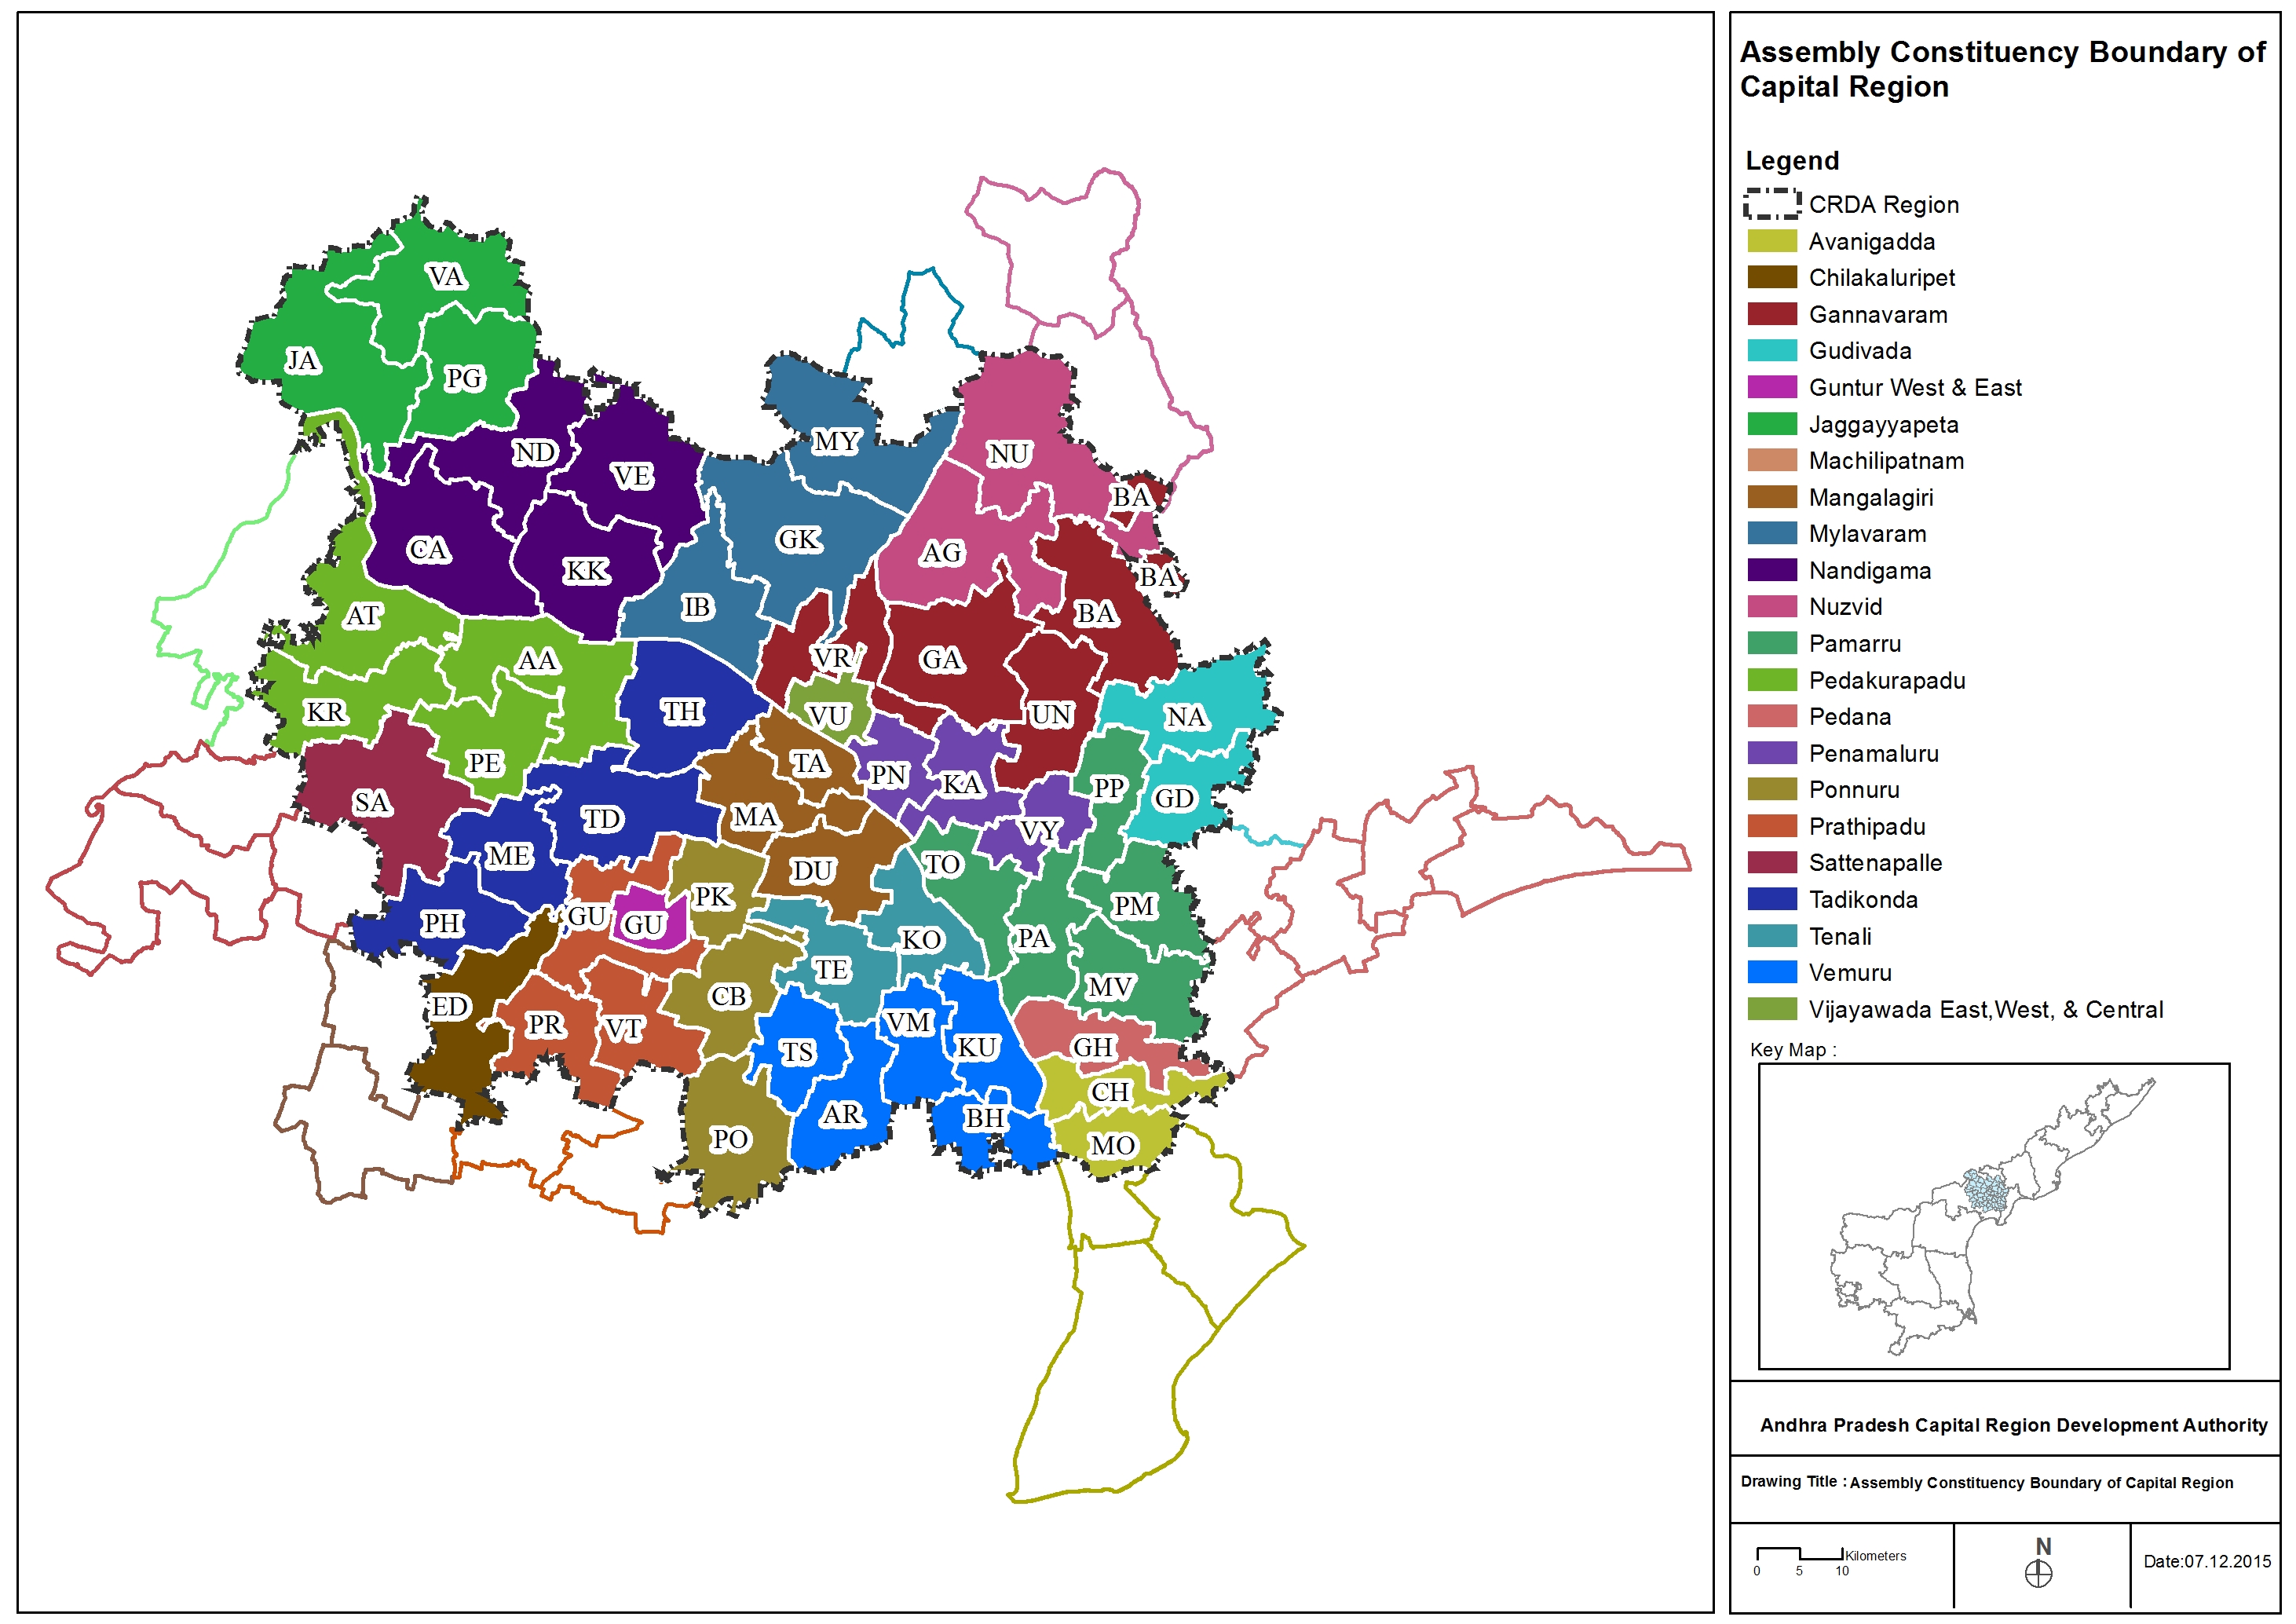 Assembly Constituency Boundary of
Capital Region
Legend
CRDA Region
Avanigadda
Chilakaluripet
Gannavaram
Gudivada
Guntur West & East
Jaggayyapeta
Machilipatnam
Mangalagiri
Mylavaram
Nandigama
Nuzvid
Pamarru
Pedakurapadu
Pedana
Penamaluru
Ponnuru
Prathipadu
Sattenapalle
Tadikonda
Tenali
Vemuru
Vijayawada East,West, & Central
Key Map :
Andhra Pradesh Capital Region Development Authority
Drawing Title : Assembly Constituency Boundary of Capital Region
Kilometers
0 5 10
N
Date:07.12.2015
VA
JA
PG
MY
ND
NU
VE
BA
GK
CA
AG
KK
BA
IB
BA
AT
VR
GA
AA
KR
TH
VU
UN
NA
PE
TA
PN
KA
PP
GD
SA
TD
MA
VY
ME
DU
TO
PK
PM
PH
GU
GU
KO
PA
TE
MV
CB
ED
PR
VT
VM
TS
KU
GH
CH
AR
BH
PO
MO